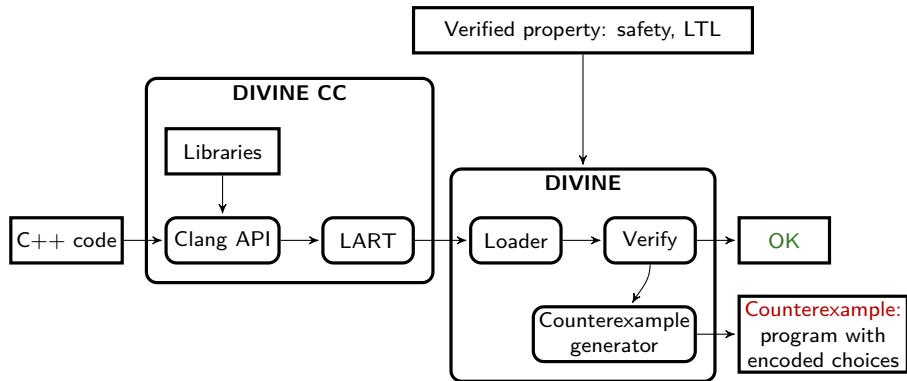 Verified property: safety, LTL
DIVINE CC
Libraries
DIVINE
C++ code
Clang API
LART
Loader
Verify
OK
Counterexample
generator
Counterexample:
program with
encoded choices